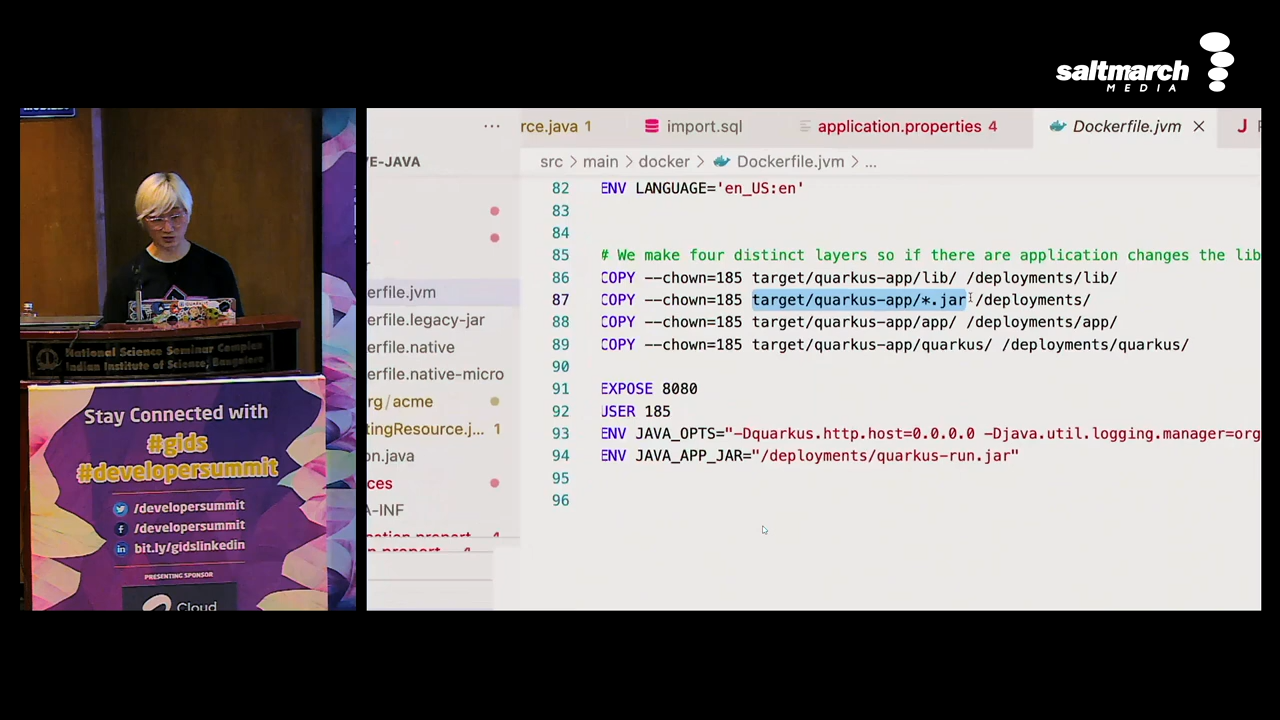 saltmarch
MEDIA
National Science Seminar Complex
Indian Institute of Science, Bangalore
Stay Connected with
#gids
#developersummit
/developersummit
/developersummit
bit.ly/gidslinkedin
PRESENTING SPONSOR
Cloud
rce.java 1
import.sql
application.properties 4
Dockerfile.jvm
VE-JAVA
src > main > docker > Dockerfile.jvm > ...
erfile.jvm
erfile.legacy-jar
erfile.native
erfile.native-micro
rg/acme
tingResource.j... 1
on.java
ces
A-INF
82 ENV LANGUAGE='en_US:en'
83
84
85 # We make four distinct layers so if there are application changes the lib
86 COPY --chown=185 target/quarkus-app/lib/ /deployments/lib/
87 COPY --chown=185 target/quarkus-app/*.jar /deployments/
88 COPY --chown=185 target/quarkus-app/app/ /deployments/app/
89 COPY --chown=185 target/quarkus-app/quarkus/ /deployments/quarkus/
90
91 EXPOSE 8080
92 USER 185
93 ENV JAVA_OPTS="-Dquarkus.http.host=0.0.0.0 -Djava.util.logging.manager=org
94 ENV JAVA_APP_JAR="/deployments/quarkus-run.jar"
95
96